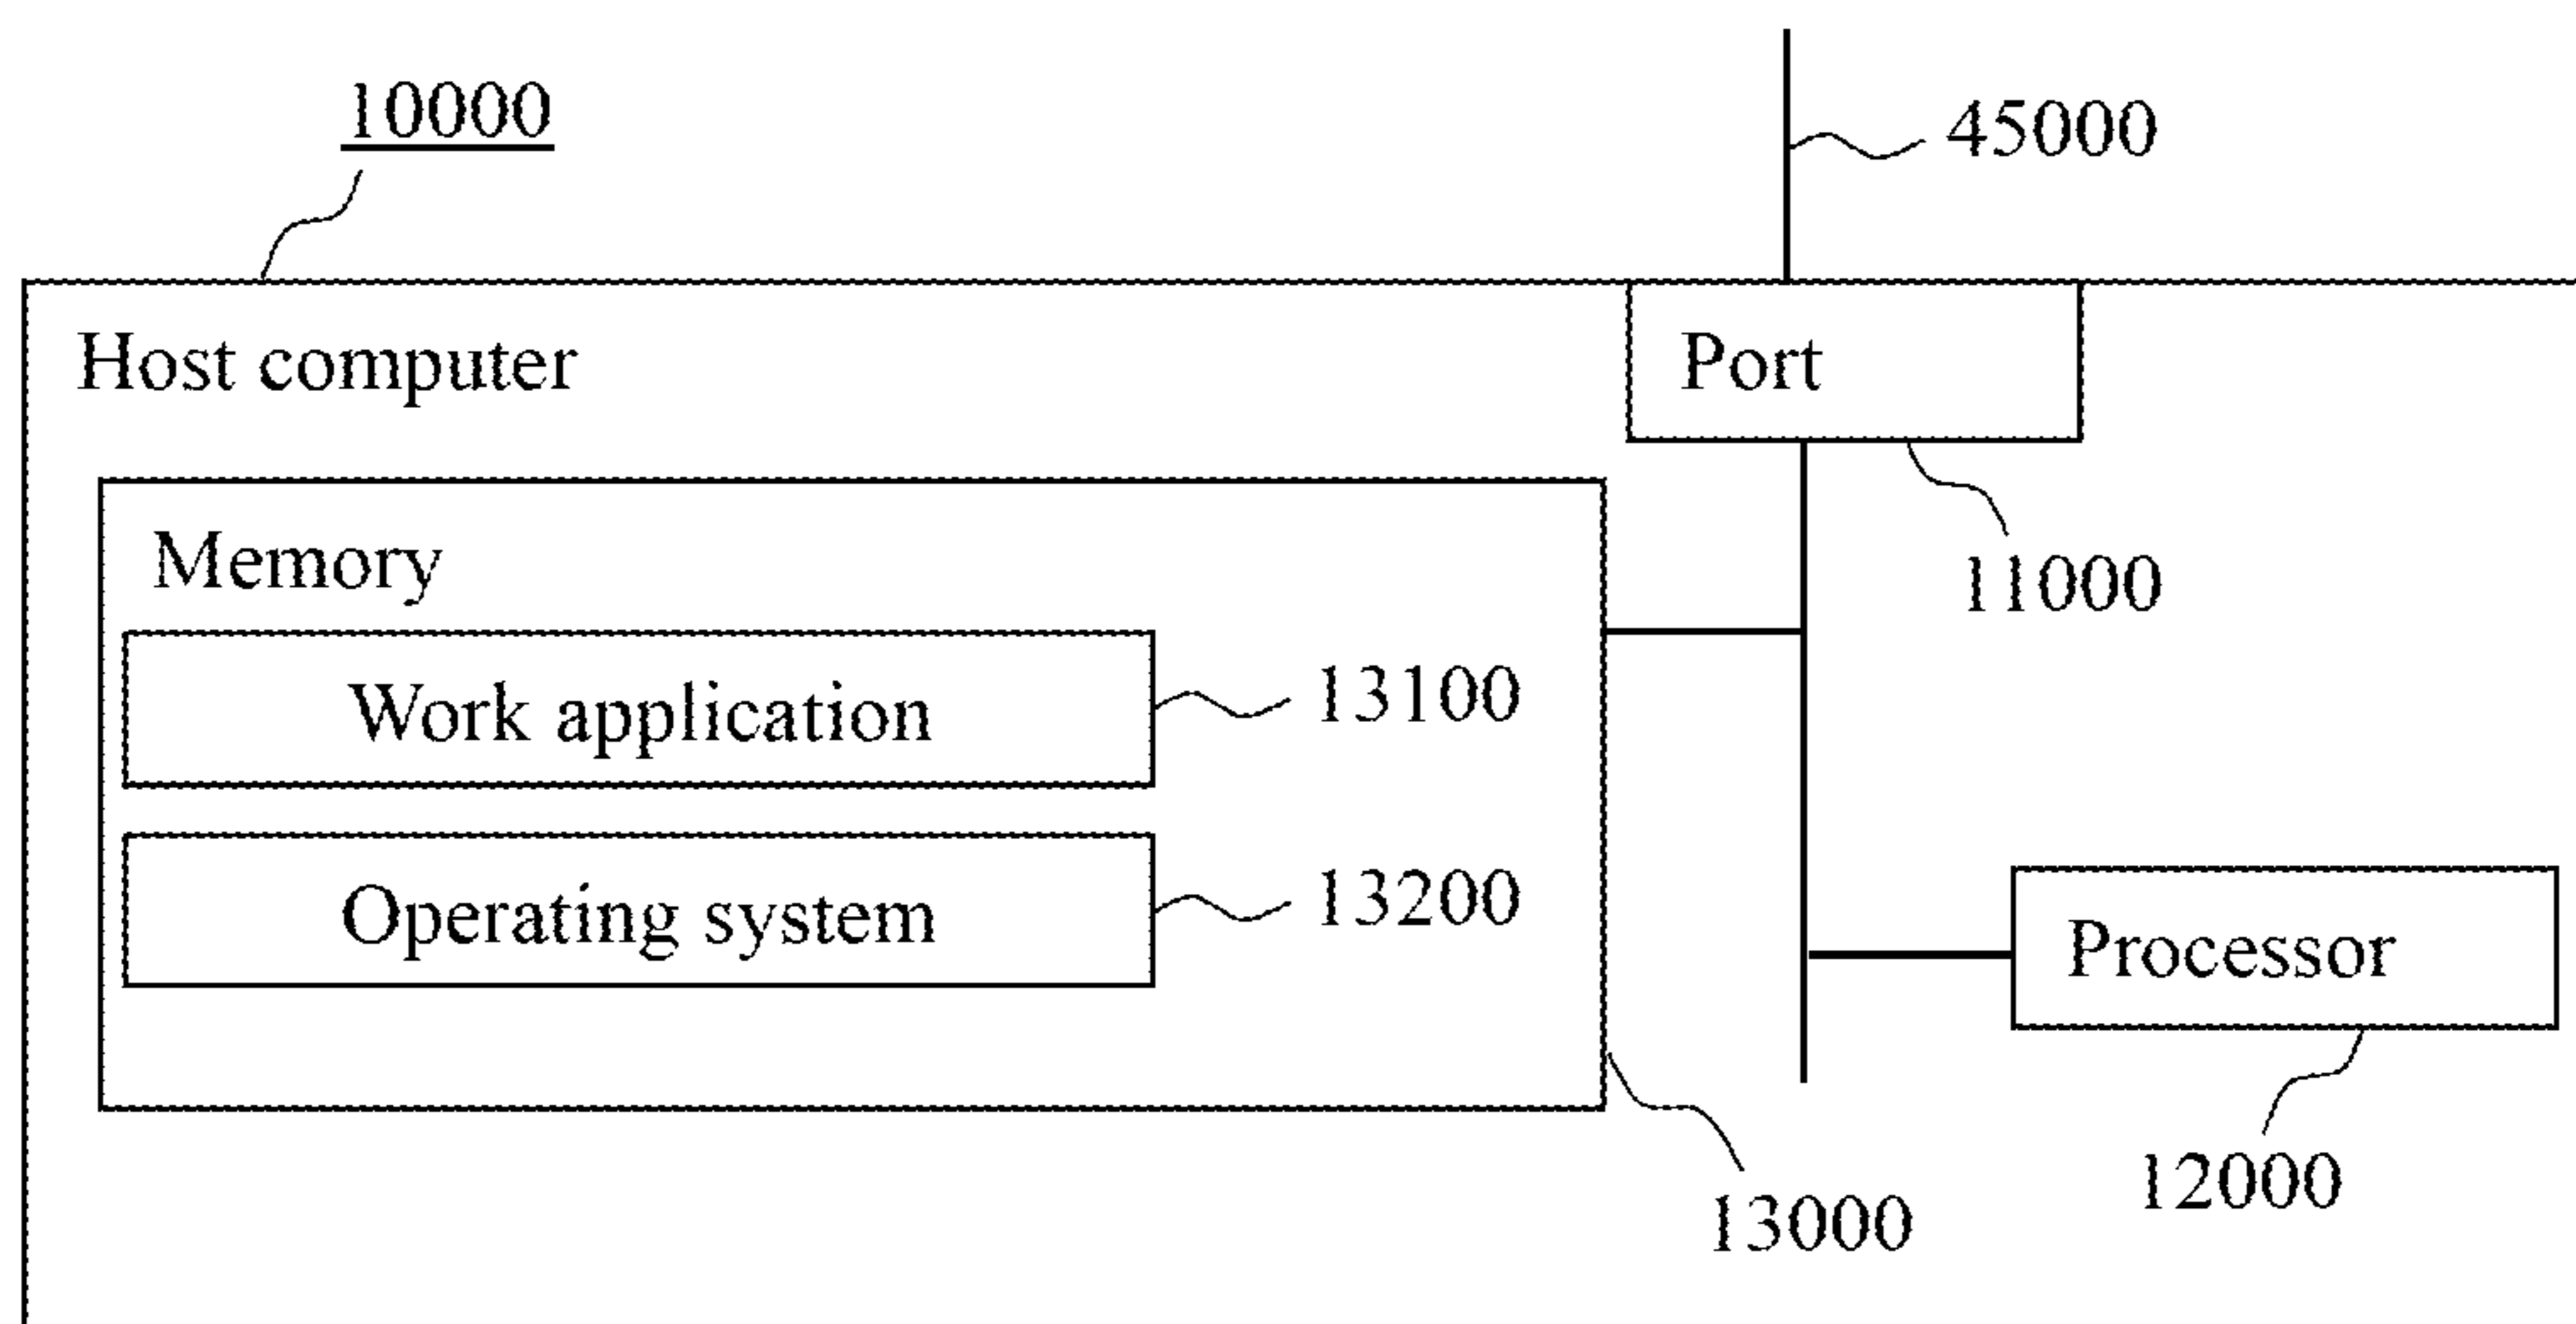 10000
45000
Host computer
Port
Memory
11000
Work application
13100
Operating system
13200
Processor
12000
13000